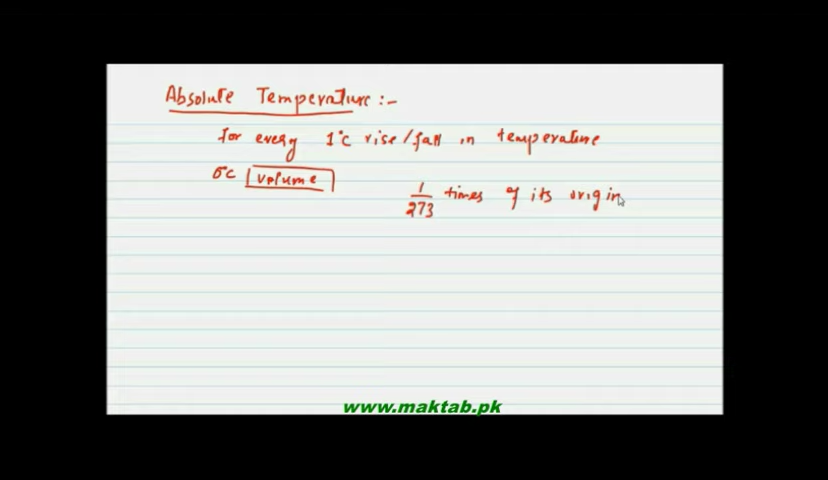 Absolute Temperature :-
for every 1°C rise/fall in temperature
0°C volume
1/273 times of its origin
www.maktab.pk